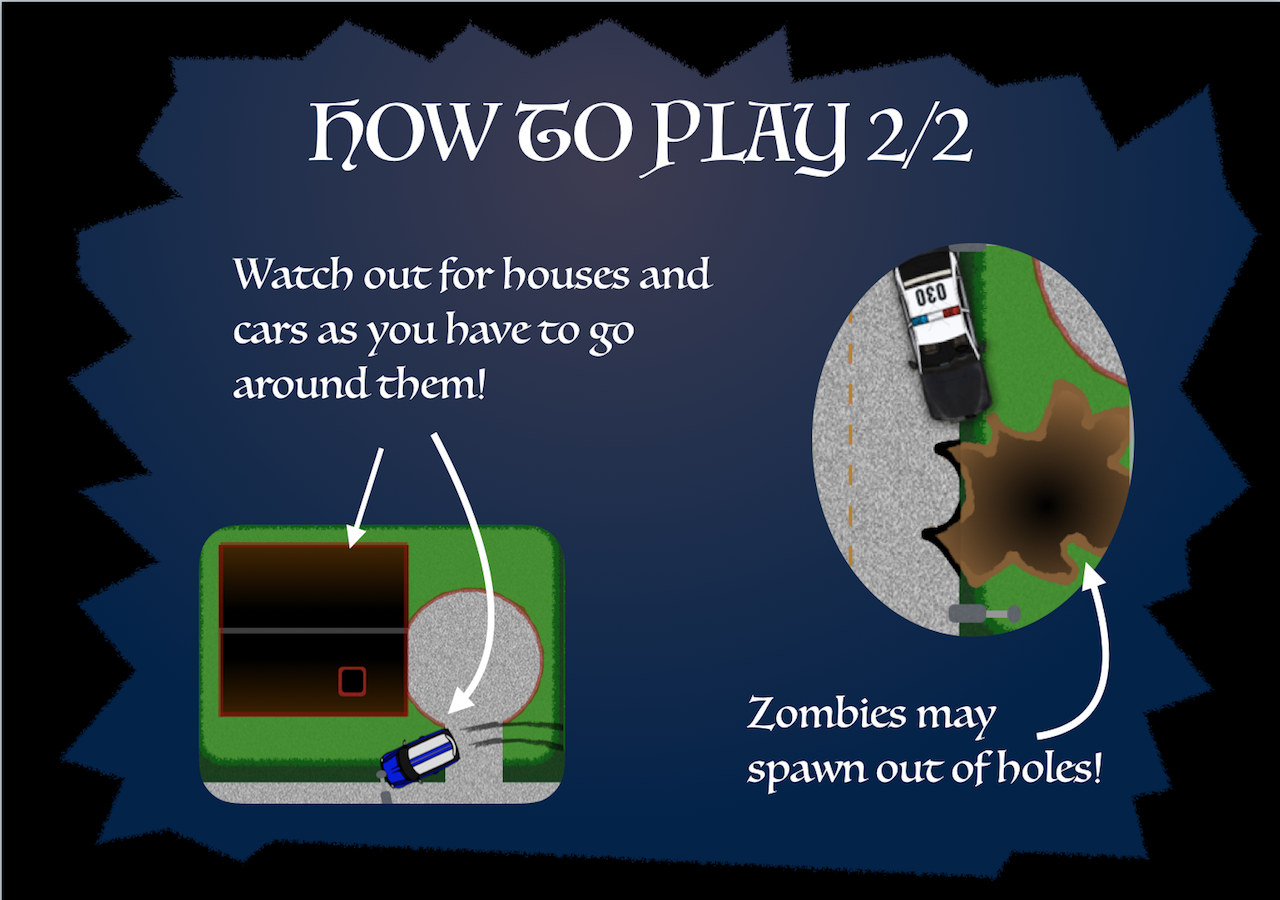 HOW TO PLAY 2/2
Watch out for houses and
cars as you have to go
around them!
030
Zombies may
spawn out of holes!